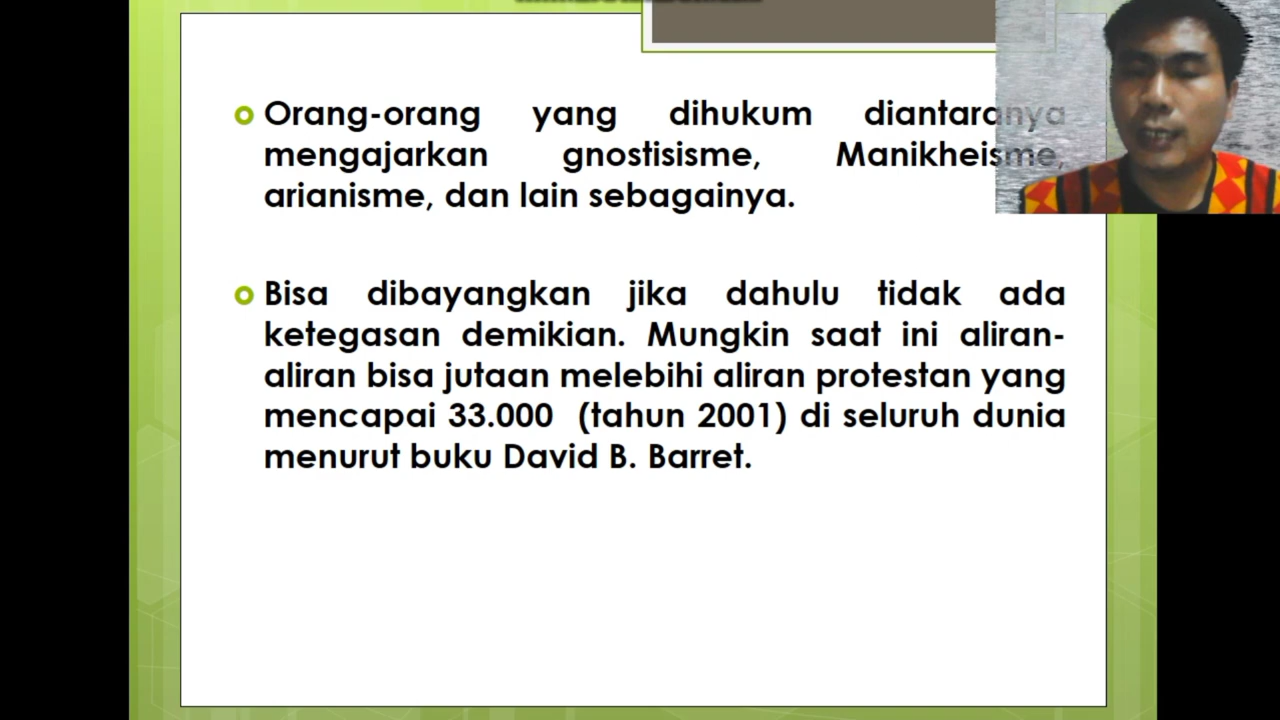 Orang-orang yang dihukum diantaranya
mengajarkan gnostisisme, Manikheisme,
arianisme, dan lain sebagainya.
Bisa dibayangkan jika dahulu tidak ada
ketegasan demikian. Mungkin saat ini aliran-
aliran bisa jutaan melebihi aliran protestan yang
mencapai 33.000 (tahun 2001) di seluruh dunia
menurut buku David B. Barret.